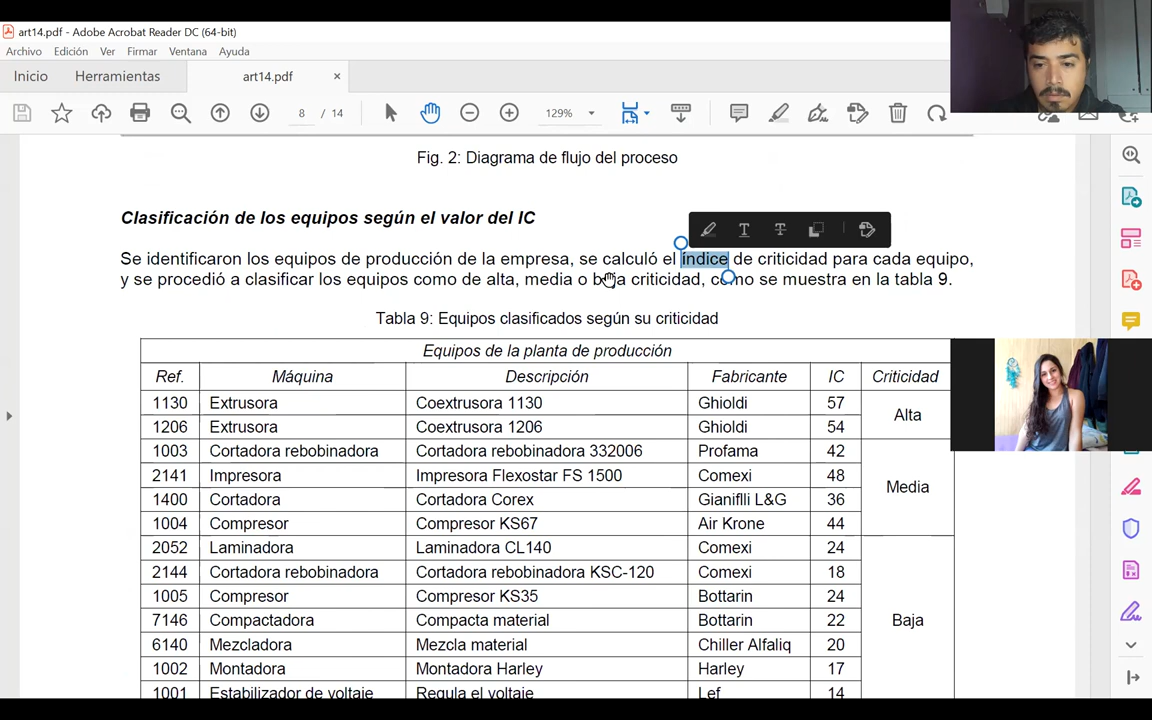 art14.pdf - Adobe Acrobat Reader DC (64-bit)
Archivo Edición Ver Firmar Ventana Ayuda
Inicio Herramientas art14.pdf ×
8 / 14 129%
Fig. 2: Diagrama de flujo del proceso
Clasificación de los equipos según el valor del IC
Se identificaron los equipos de producción de la empresa, se calculó el índice de criticidad para cada equipo,
y se procedió a clasificar los equipos como de alta, media o baja criticidad, como se muestra en la tabla 9.
Tabla 9: Equipos clasificados según su criticidad
Equipos de la planta de producción
Ref. Máquina Descripción Fabricante IC Criticidad
1130 Extrusora Coextrusora 1130 Ghioldi 57
Alta
1206 Extrusora Coextrusora 1206 Ghioldi 54
1003 Cortadora rebobinadora Cortadora rebobinadora 332006 Profama 42
2141 Impresora Impresora Flexostar FS 1500 Comexi 48
Media
1400 Cortadora Cortadora Corex Gianiflli L&G 36
1004 Compresor Compresor KS67 Air Krone 44
2052 Laminadora Laminadora CL140 Comexi 24
2144 Cortadora rebobinadora Cortadora rebobinadora KSC-120 Comexi 18
1005 Compresor Compresor KS35 Bottarin 24
7146 Compactadora Compacta material Bottarin 22
Baja
6140 Mezcladora Mezcla material Chiller Alfaliq 20
1002 Montadora Montadora Harley Harley 17
1001 Estabilizador de voltaje Regula el voltaje Lef 14